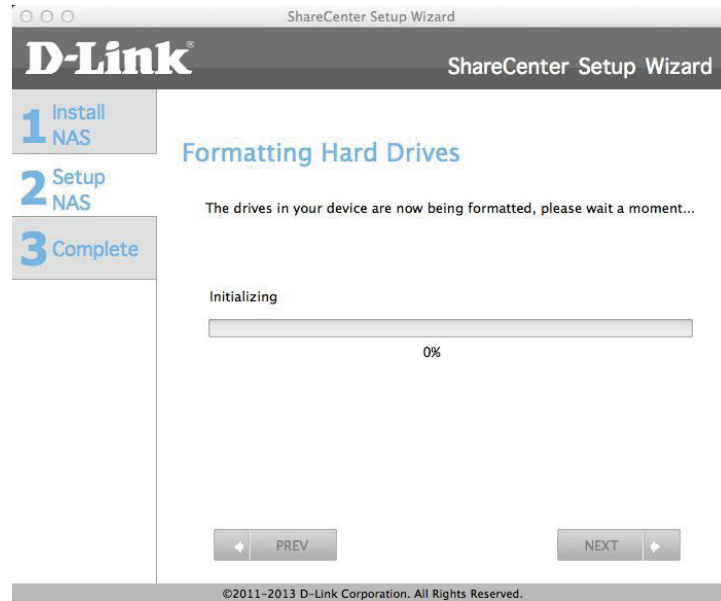 ShareCenter Setup Wizard
D-Link®
ShareCenter Setup Wizard
1 Install NAS
2 Setup NAS
3 Complete
Formatting Hard Drives
The drives in your device are now being formatted, please wait a moment...
Initializing
0%
PREV
NEXT
©2011-2013 D-Link Corporation. All Rights Reserved.